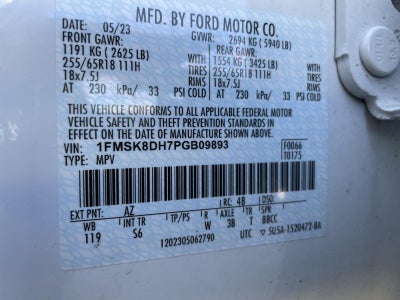 MFD. BY FORD MOTOR CO.
DATE: 05/23 GVWR: 2694 KG (5940 LB)
FRONT GAWR: REAR GAWR:
1191 KG (2625 LB) 1554 KG (3425 LB)
255/65R18 111H TIRES 255/65R18 111H
18x7.5J RIMS 18x7.5J RIMS
AT 230 kPa/ 33 PSI COLD AT 230 kPa/ 33 PSI COLD
THIS VEHICLE CONFORMS TO ALL APPLICABLE FEDERAL MOTOR
VEHICLE SAFETY AND THEFT PREVENTION STANDARDS IN
EFFECT ON THE DATE OF MANUFACTURE SHOWN ABOVE.
VIN: 1FMSK8DH7PGB09893 F0066
TYPE: MPV T0175
EXT PNT: AZ RC: 48 DSO:
WB INT TR TP/PS R AXLE TR SPR
119 S6 W 3B T BBCC
1202305062790 UTC 5U5A-1520472-BA